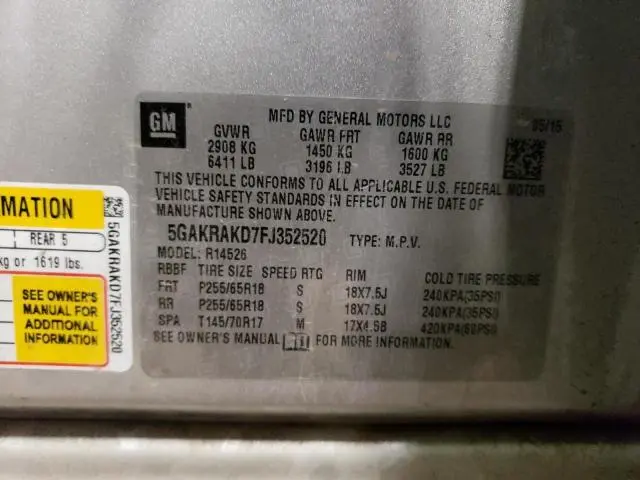 GM
MFD BY GENERAL MOTORS LLC
05/15
GVWR GAWR FRT GAWR RR
2908 KG 1450 KG 1600 KG
6411 LB 3196 LB 3527 LB
THIS VEHICLE CONFORMS TO ALL APPLICABLE U.S. FEDERAL MOTOR
VEHICLE SAFETY STANDARDS IN EFFECT ON THE DATE OF
MANUFACTURE SHOWN ABOVE.
5GAKRAKD7FJ352520 TYPE: M.P.V.
MODEL: R14526
RBBF TIRE SIZE SPEED RTG RIM COLD TIRE PRESSURE
FRT P255/65R18 S 18X7.5J 240KPA(35PSI)
RR P255/65R18 S 18X7.5J 240KPA(35PSI)
SPA T145/70R17 M 17X4.5B 420KPA(60PSI)
SEE OWNER'S MANUAL FOR MORE INFORMATION.
MATION
REAR 5
kg or 1619 lbs.
SEE OWNER'S
MANUAL FOR
ADDITIONAL
INFORMATION
5GAKRAKD7FJ352520